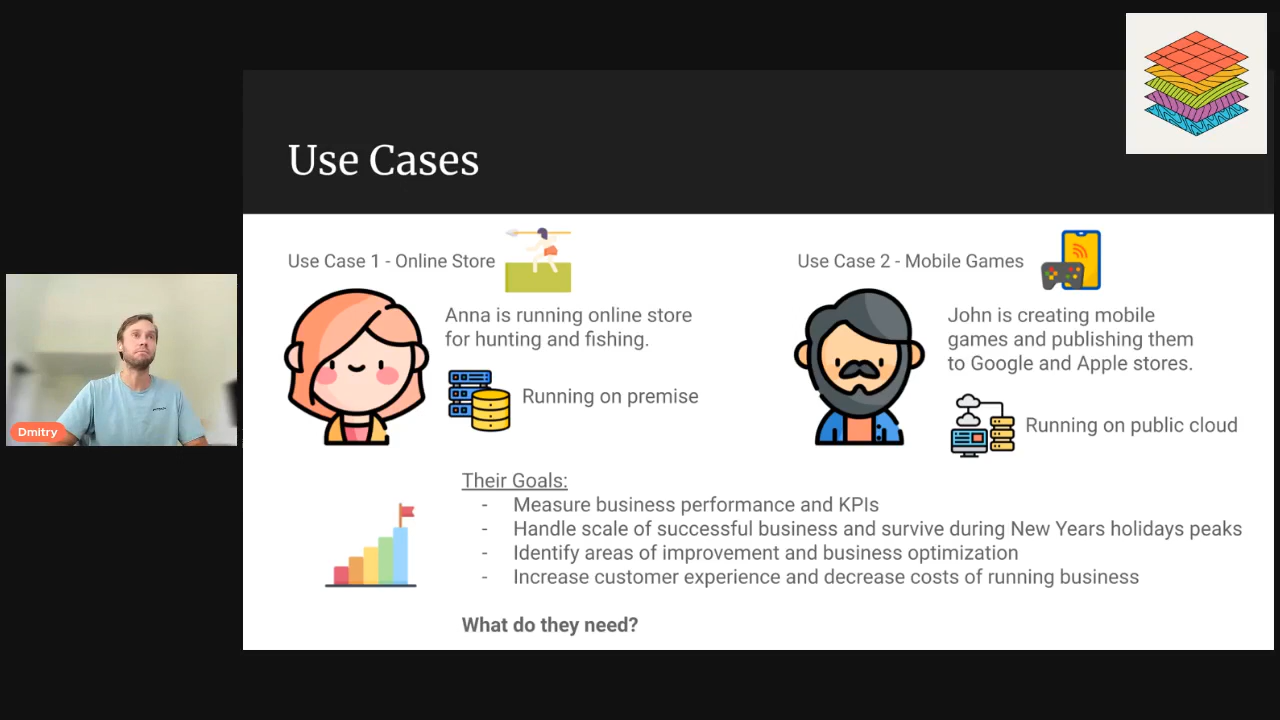 Use Cases
Use Case 1 - Online Store
Anna is running online store
for hunting and fishing.
Running on premise
Use Case 2 - Mobile Games
John is creating mobile
games and publishing them
to Google and Apple stores.
Running on public cloud
Their Goals:
- Measure business performance and KPIs
- Handle scale of successful business and survive during New Years holidays peaks
- Identify areas of improvement and business optimization
- Increase customer experience and decrease costs of running business
What do they need?
Dmitry